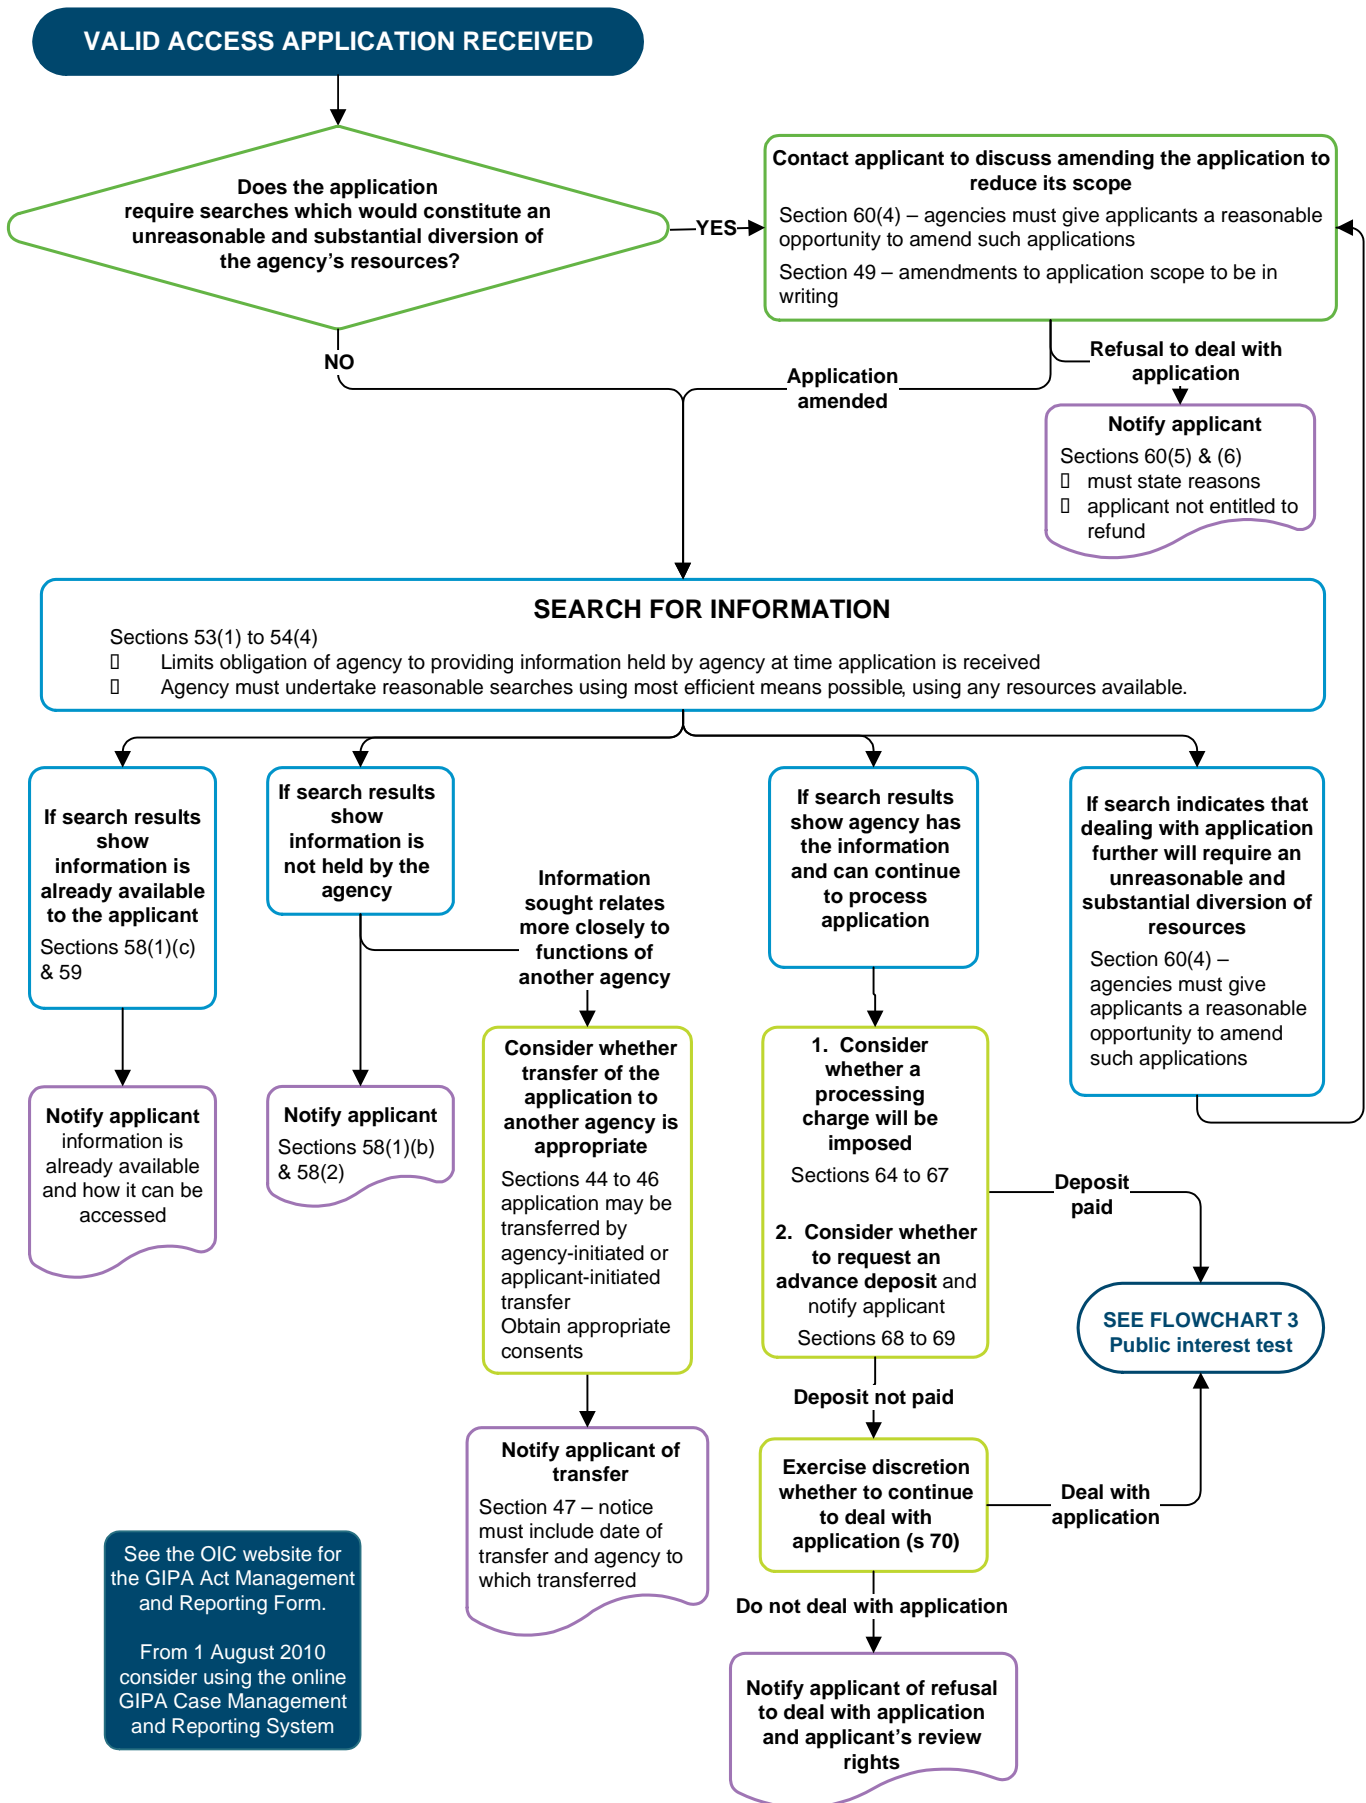 VALID ACCESS APPLICATION RECEIVED
Does the application
require searches which would constitute an
unreasonable and substantial diversion of
the agency's resources?
YES
Contact applicant to discuss amending the application to
reduce its scope
Section 60(4) – agencies must give applicants a reasonable
opportunity to amend such applications
Section 49 – amendments to application scope to be in
writing
NO
Application
amended
Refusal to deal with
application
Notify applicant
Sections 60(5) & (6)
▯ must state reasons
▯ applicant not entitled to
refund
SEARCH FOR INFORMATION
Sections 53(1) to 54(4)
▯ Limits obligation of agency to providing information held by agency at time application is received
▯ Agency must undertake reasonable searches using most efficient means possible, using any resources available.
If search results
show
information is
already available
to the applicant
Sections 58(1)(c)
& 59
Notify applicant
information is
already available
and how it can be
accessed
If search results
show
information is
not held by the
agency
Notify applicant
Sections 58(1)(b)
& 58(2)
Information
sought relates
more closely to
functions of
another agency
Consider whether
transfer of the
application to
another agency is
appropriate
Sections 44 to 46
application may be
transferred by
agency-initiated or
applicant-initiated
transfer
Obtain appropriate
consents
Notify applicant of
transfer
Section 47 – notice
must include date of
transfer and agency to
which transferred
If search results
show agency has
the information
and can continue
to process
application
1. Consider
whether a
processing
charge will be
imposed
Sections 64 to 67
2. Consider whether
to request an
advance deposit and
notify applicant
Sections 68 to 69
Deposit
paid
Deposit not paid
Exercise discretion
whether to continue
to deal with
application (s 70)
Deal with
application
Do not deal with application
Notify applicant of refusal
to deal with application
and applicant's review
rights
If search indicates that
dealing with application
further will require an
unreasonable and
substantial diversion of
resources
Section 60(4) –
agencies must give
applicants a reasonable
opportunity to amend
such applications
SEE FLOWCHART 3
Public interest test
See the OIC website for
the GIPA Act Management
and Reporting Form.
From 1 August 2010
consider using the online
GIPA Case Management
and Reporting System